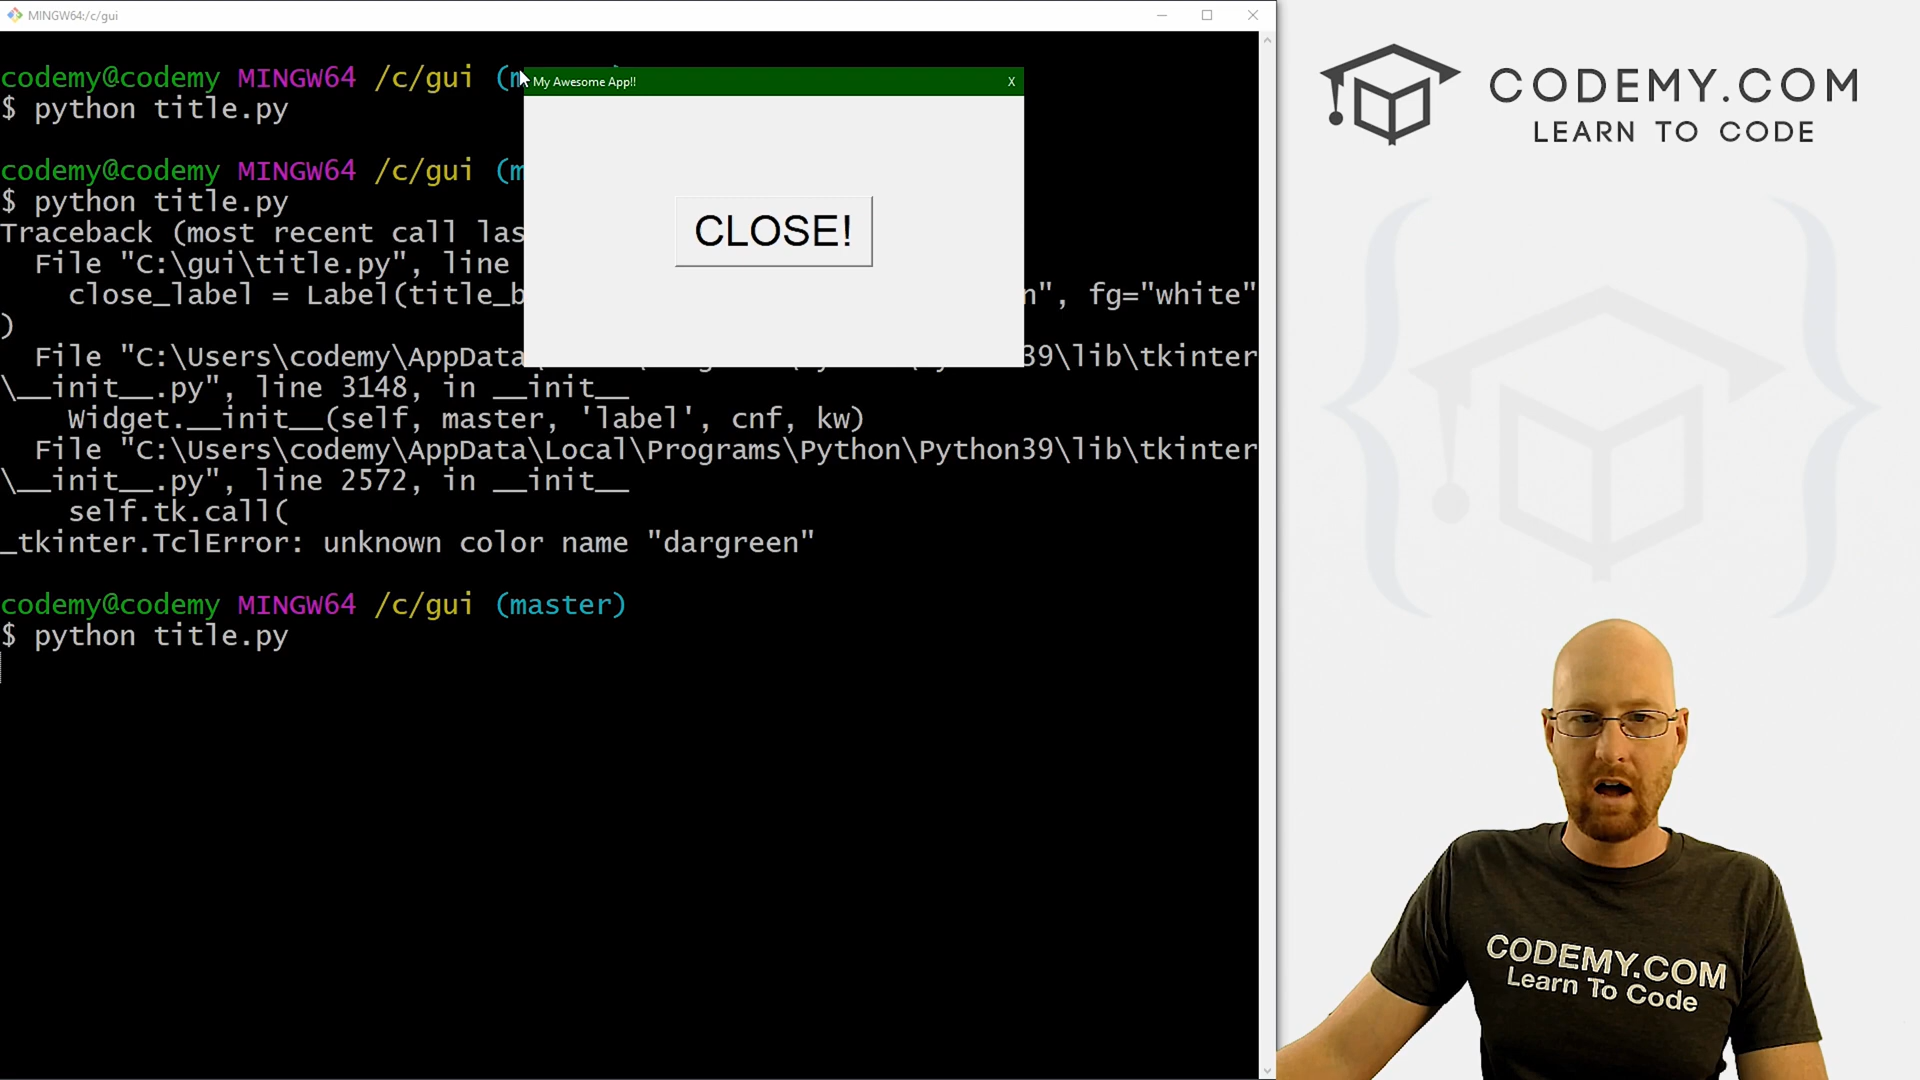 MINGW64:/c/gui
codemy@codemy MINGW64 /c/gui (m
$ python title.py
My Awesome App!!
X
CLOSE!
codemy@codemy MINGW64 /c/gui (m
$ python title.py
Traceback (most recent call las
File "C:\gui\title.py", line
close_label = Label(title_b n", fg="white"
)
File "C:\Users\codemy\AppData 39\lib\tkinter
\__init__.py", line 3148, in __init__
Widget.__init__(self, master, 'label', cnf, kw)
File "C:\Users\codemy\AppData\Local\Programs\Python\Python39\lib\tkinter
\__init__.py", line 2572, in __init__
self.tk.call(
_tkinter.TclError: unknown color name "dargreen"
codemy@codemy MINGW64 /c/gui (master)
$ python title.py
CODEMY.COM
LEARN TO CODE
CODEMY.COM
Learn To Code